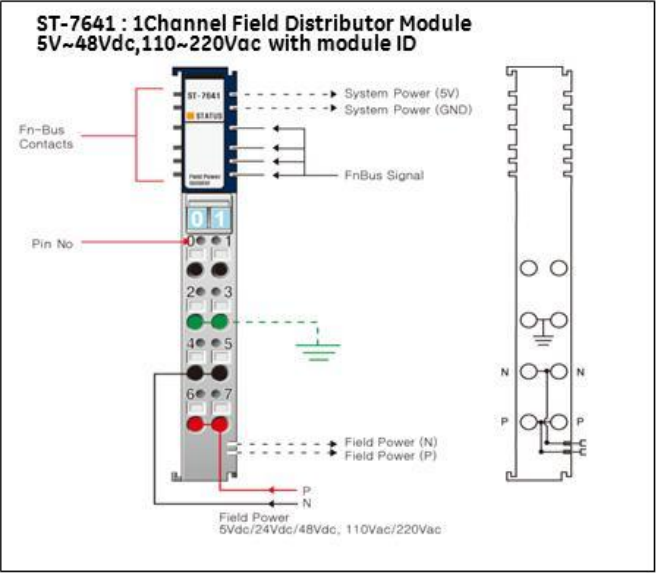 ST-7641 : 1Channel Field Distributor Module
5V~48Vdc,110~220Vac with module ID
System Power (5V)
System Power (GND)
ST-7641
STATUS
Fn-Bus
Contacts
FnBus Signal
Field Power
Isolator
01
Pin No
0 1
2 3
4 5
N N
6 7
P P
Field Power (N)
Field Power (P)
P
N
Field Power
5Vdc/24Vdc/48Vdc, 110Vac/220Vac